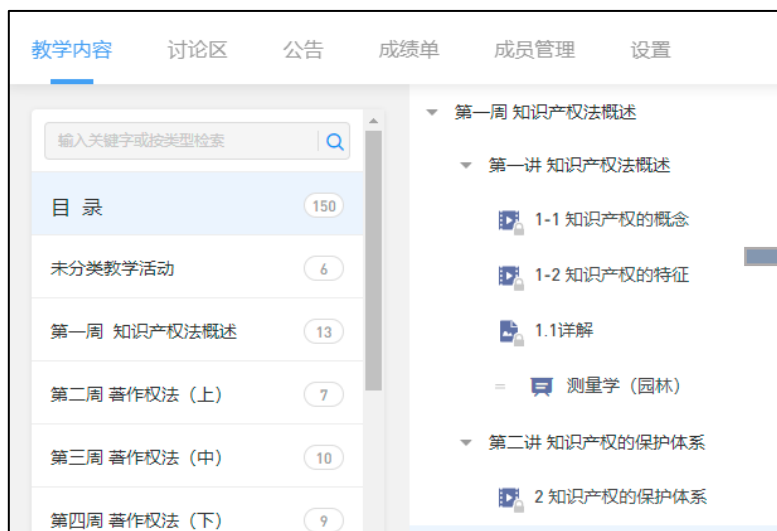 教学内容 讨论区 公告 成绩单 成员管理 设置
输入关键字或按类型检索
目 录 150
未分类教学活动 6
第一周 知识产权法概述 13
第二周 著作权法（上） 7
第三周 著作权法（中） 10
第四周 著作权法（下） 9
第一周 知识产权法概述
第一讲 知识产权法概述
1-1 知识产权的概念
1-2 知识产权的特征
1.1详解
测量学（园林）
第二讲 知识产权的保护体系
2 知识产权的保护体系